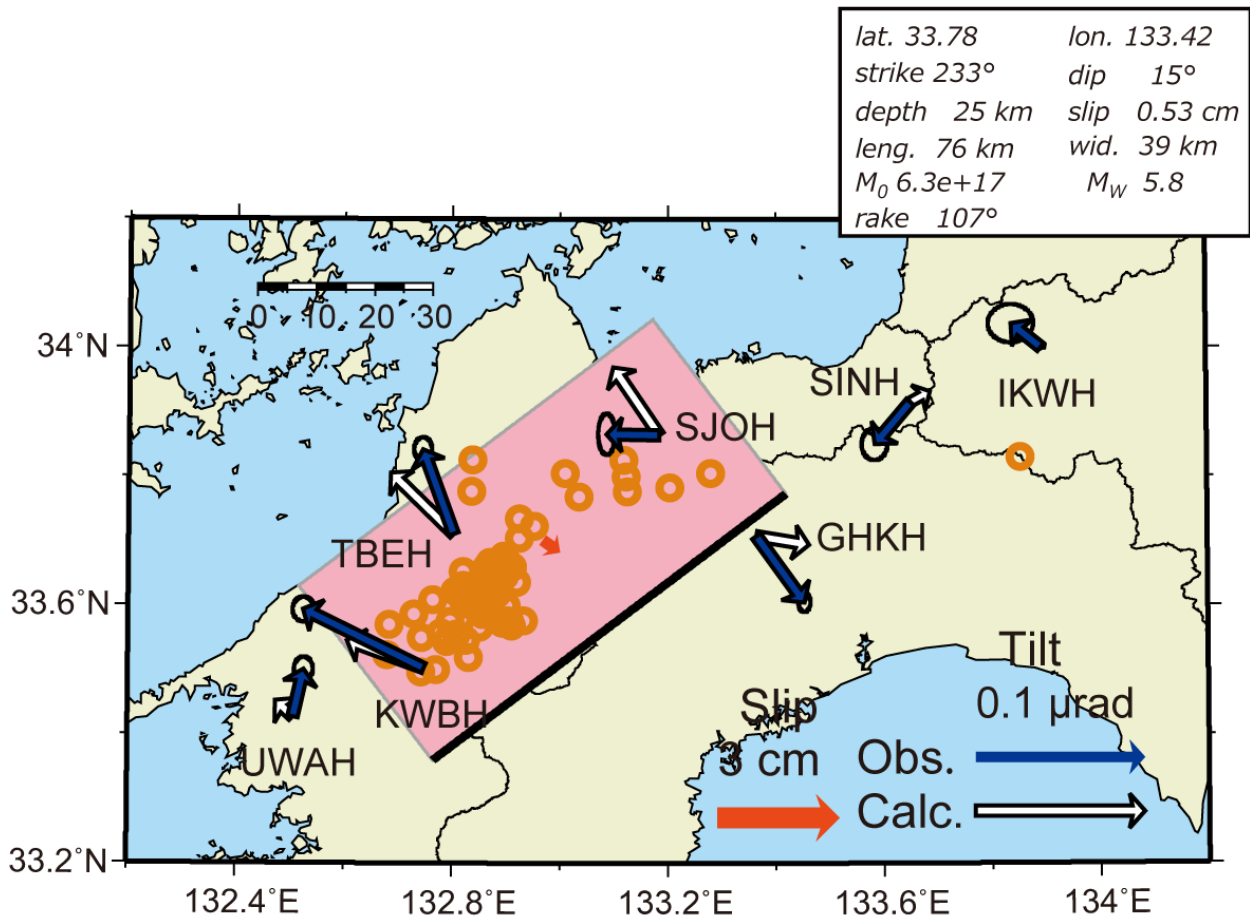 lat. 33.78 lon. 133.42
strike 233° dip 15°
depth 25 km slip 0.53 cm
leng. 76 km wid. 39 km
M0 6.3e+17 MW 5.8
rake 107°
0 10 20 30
34˚N
33.6˚N
33.2˚N
SINH
IKWH
SJOH
TBEH
GHKH
KWBH
UWAH
Slip
3 cm
Tilt
0.1 μrad
Obs.
Calc.
132.4˚E 132.8˚E 133.2˚E 133.6˚E 134˚E